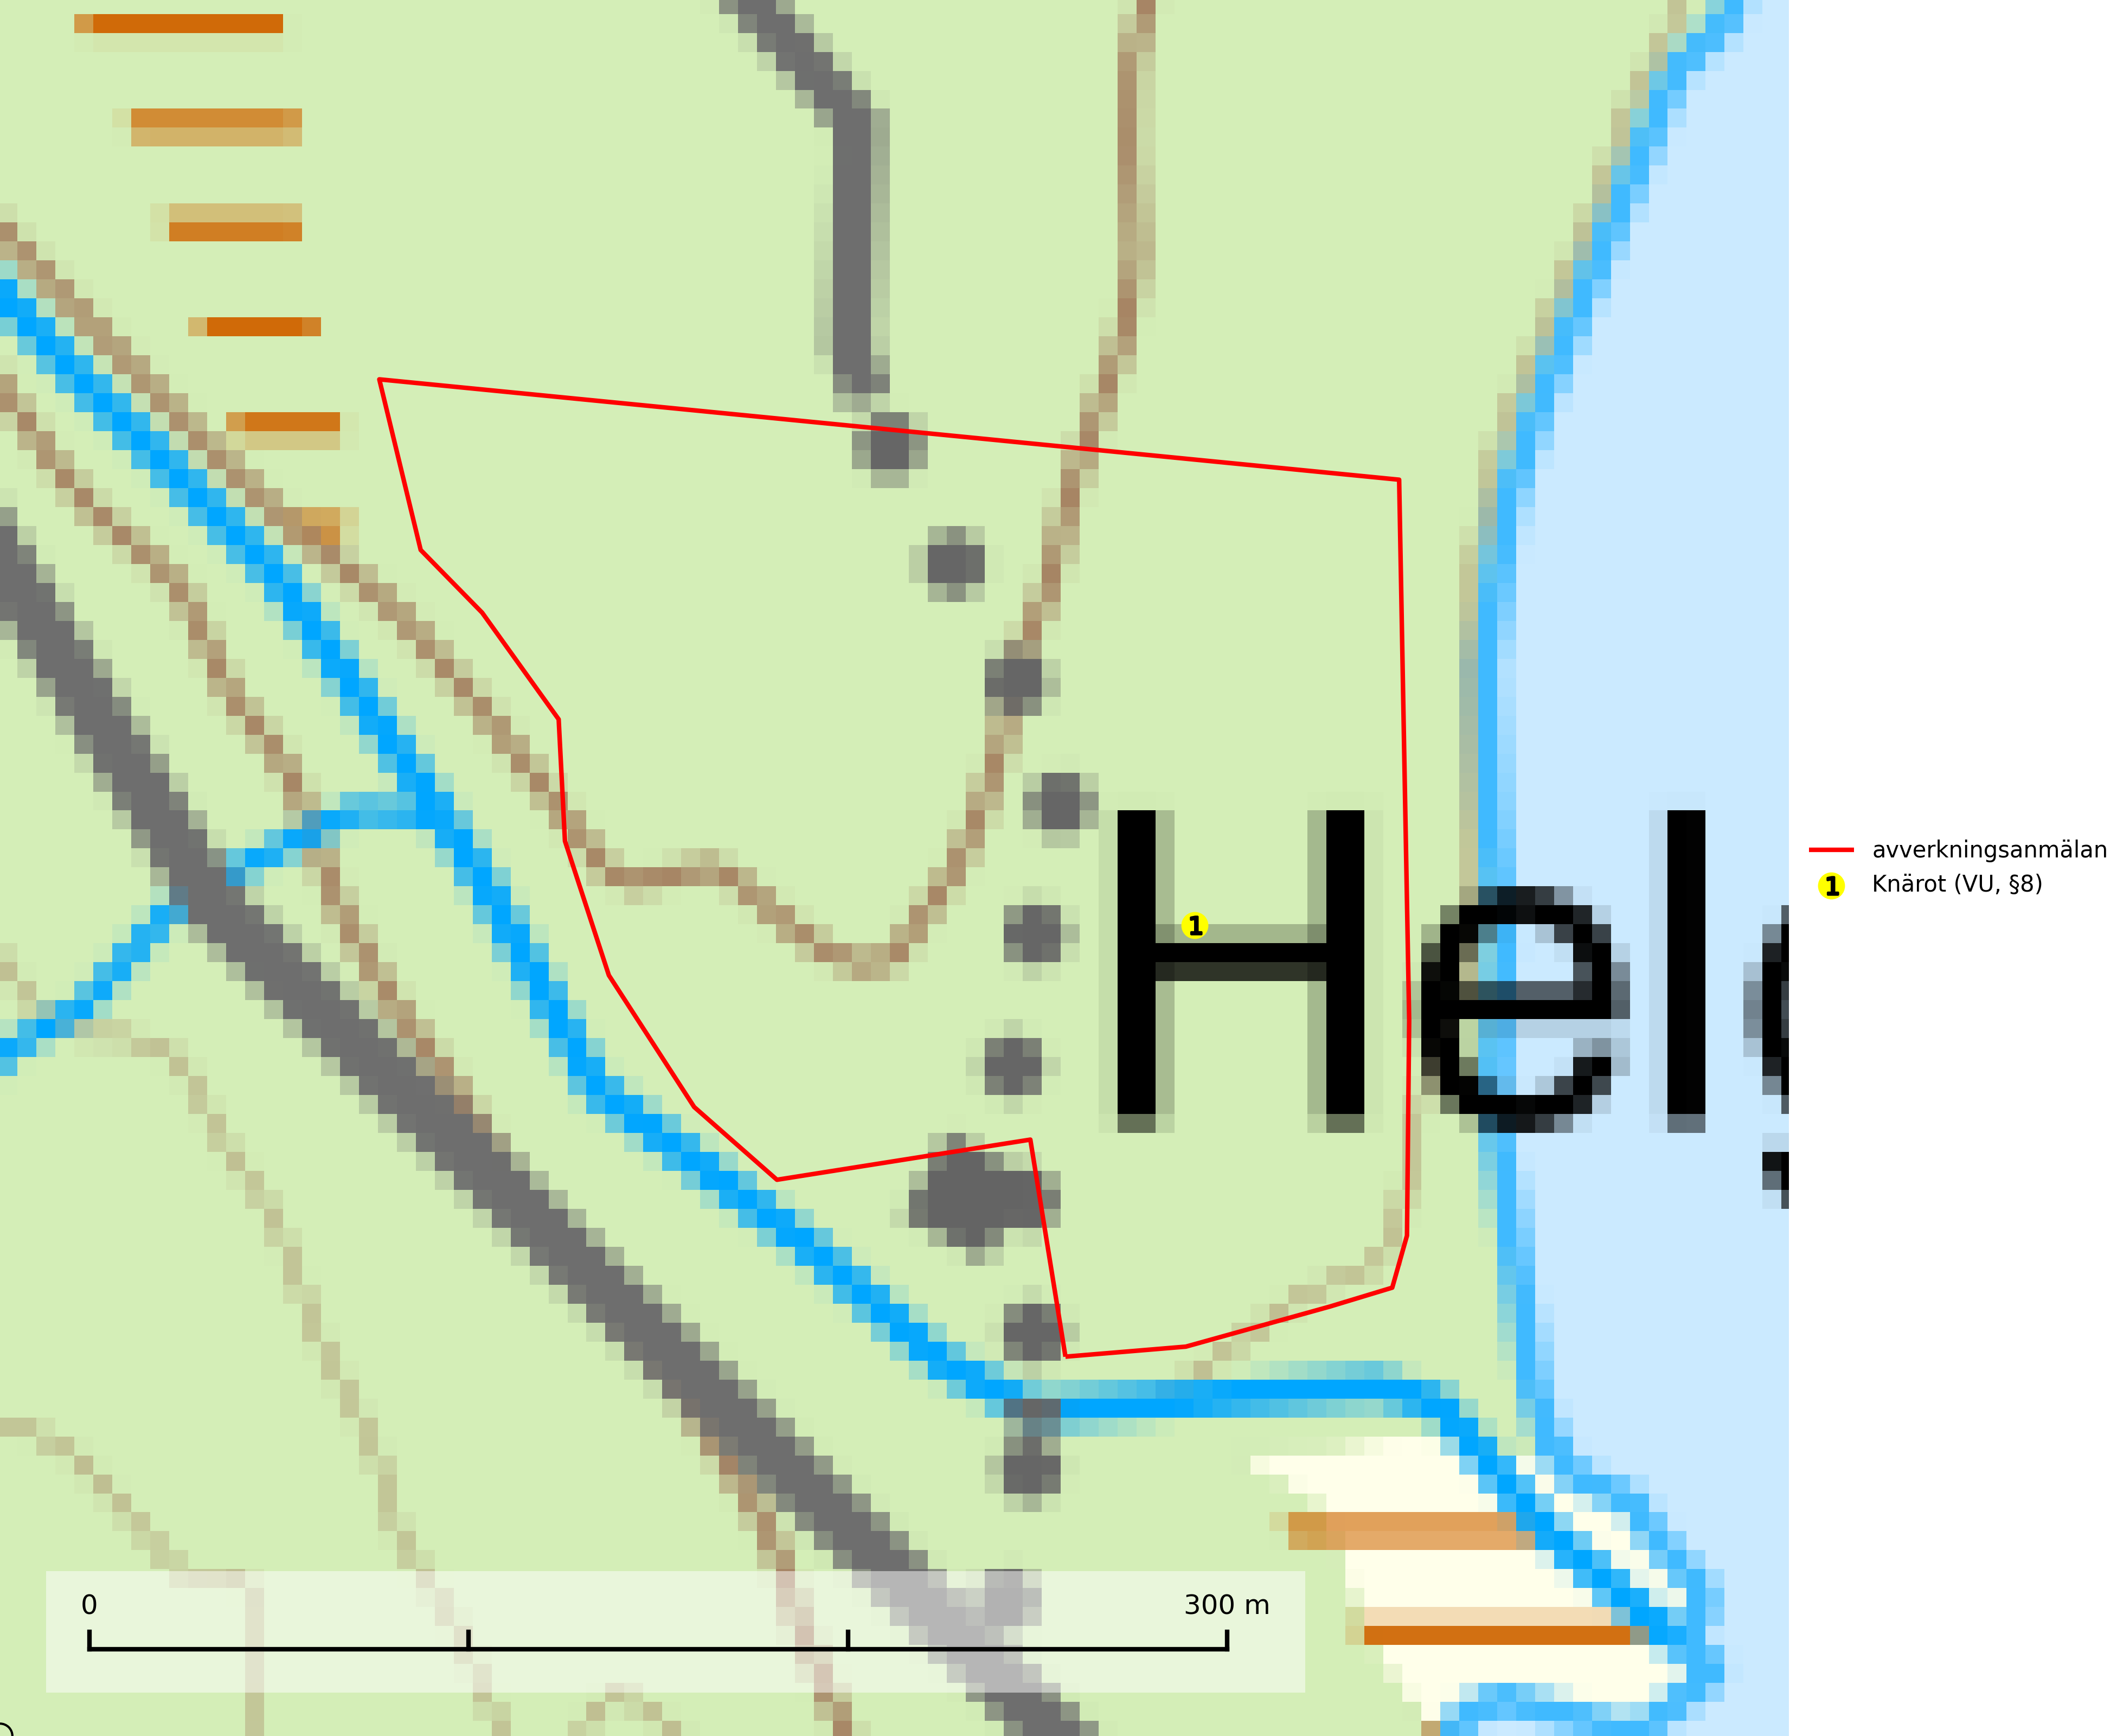 Hel
1
avverkningsanmälan
1 Knärot (VU, §8)
0 300 m